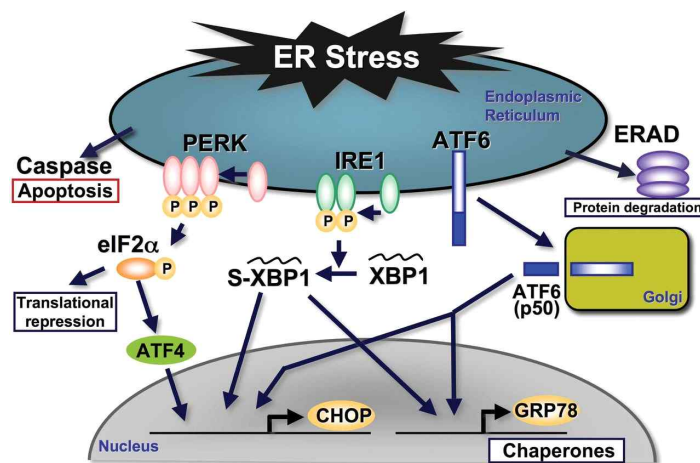 ER Stress
Endoplasmic
Reticulum
PERK
IRE1
ATF6
ERAD
Caspase
Apoptosis
Protein degradation
P P P
P P
eIF2α
P
Translational
repression
S-XBP1
XBP1
ATF6
(p50)
Golgi
ATF4
CHOP
GRP78
Nucleus
Chaperones